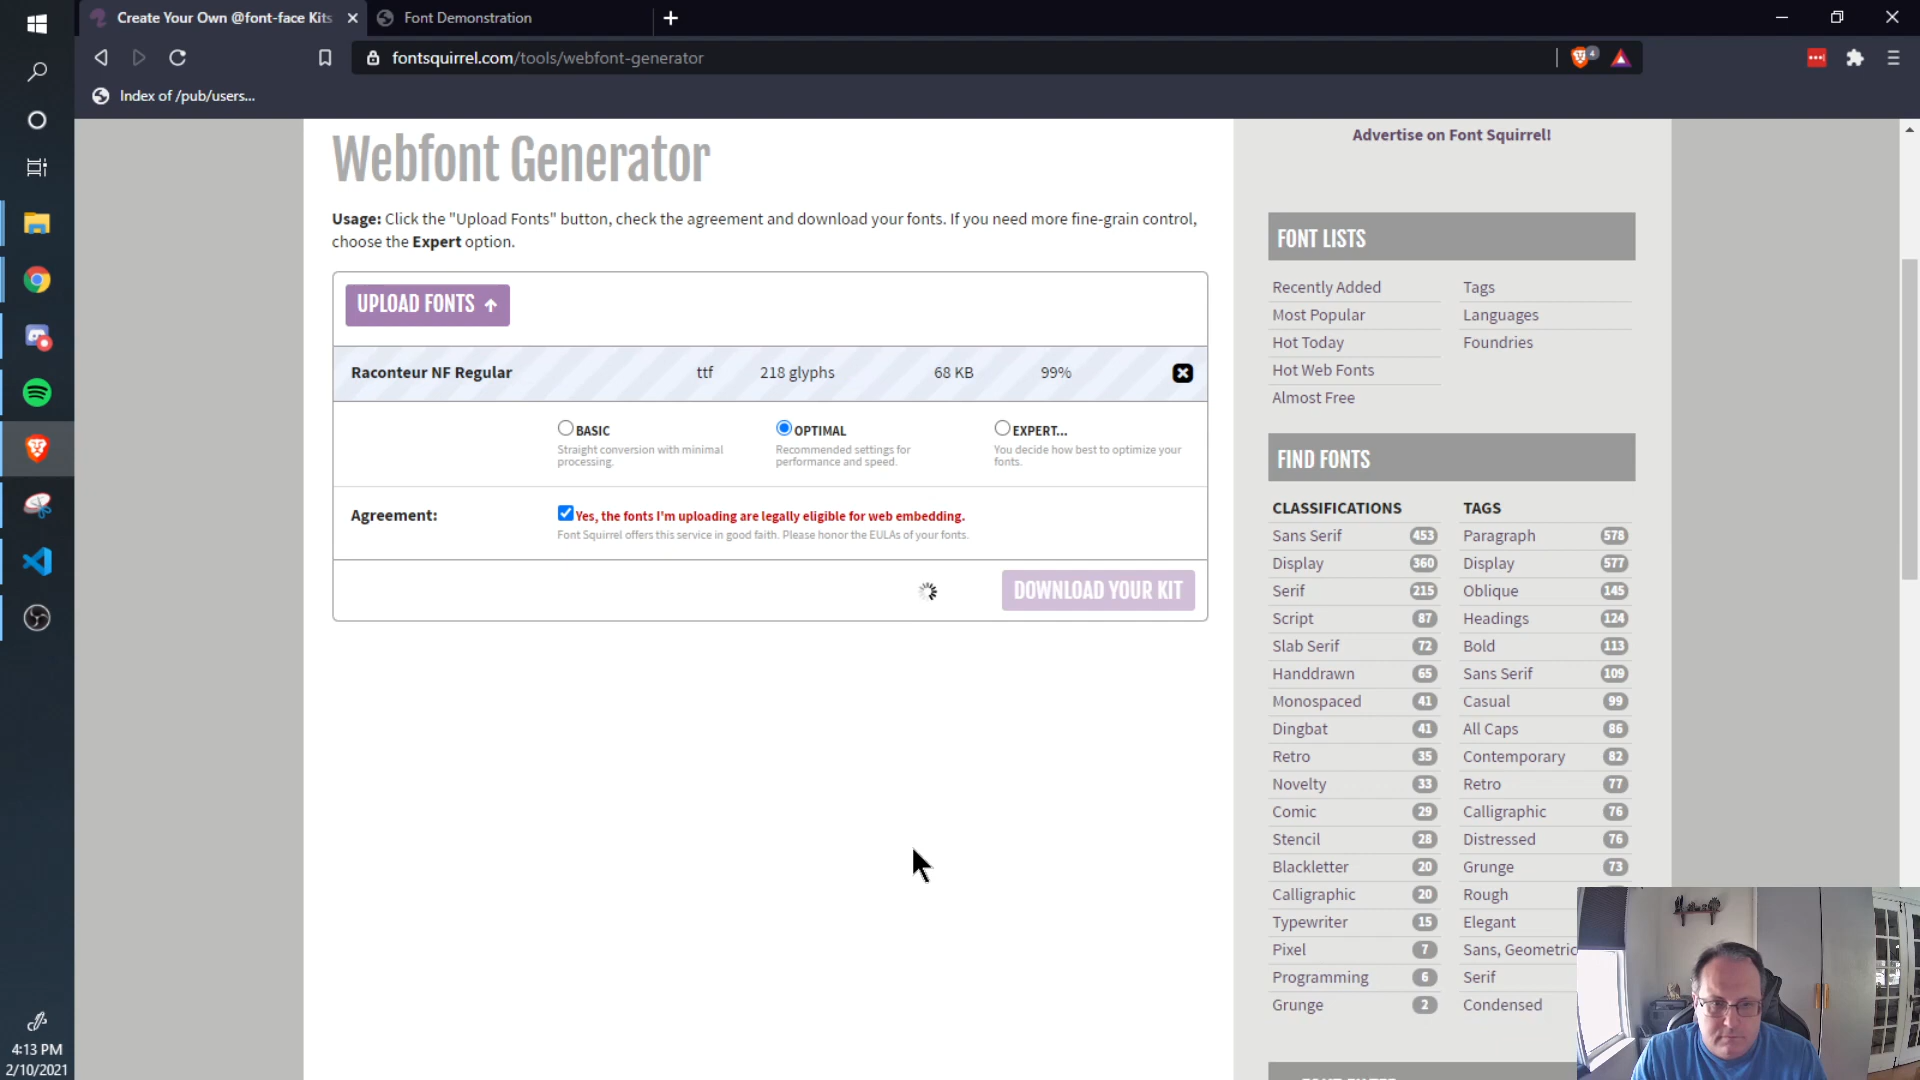 Create Your Own @font-face Kits
Font Demonstration
fontsquirrel.com/tools/webfont-generator
4
Index of /pub/users...
Webfont Generator
Usage: Click the "Upload Fonts" button, check the agreement and download your fonts. If you need more fine-grain control,
choose the Expert option.
UPLOAD FONTS
Raconteur NF Regular ttf 218 glyphs 68 KB 99%
BASIC
Straight conversion with minimal
processing.
OPTIMAL
Recommended settings for
performance and speed.
EXPERT...
You decide how best to optimize your
fonts.
Agreement:
Yes, the fonts I'm uploading are legally eligible for web embedding.
Font Squirrel offers this service in good faith. Please honor the EULAs of your fonts.
DOWNLOAD YOUR KIT
Advertise on Font Squirrel!
FONT LISTS
Recently Added Tags
Most Popular Languages
Hot Today Foundries
Hot Web Fonts
Almost Free
FIND FONTS
CLASSIFICATIONS TAGS
Sans Serif 453 Paragraph 578
Display 360 Display 577
Serif 215 Oblique 145
Script 87 Headings 124
Slab Serif 72 Bold 113
Handdrawn 65 Sans Serif 109
Monospaced 41 Casual 99
Dingbat 41 All Caps 86
Retro 35 Contemporary 82
Novelty 33 Retro 77
Comic 29 Calligraphic 76
Stencil 28 Distressed 76
Blackletter 20 Grunge 73
Calligraphic 20 Rough
Typewriter 15 Elegant
Pixel 7 Sans, Geometric
Programming 6 Serif
Grunge 2 Condensed
4:13 PM
2/10/2021